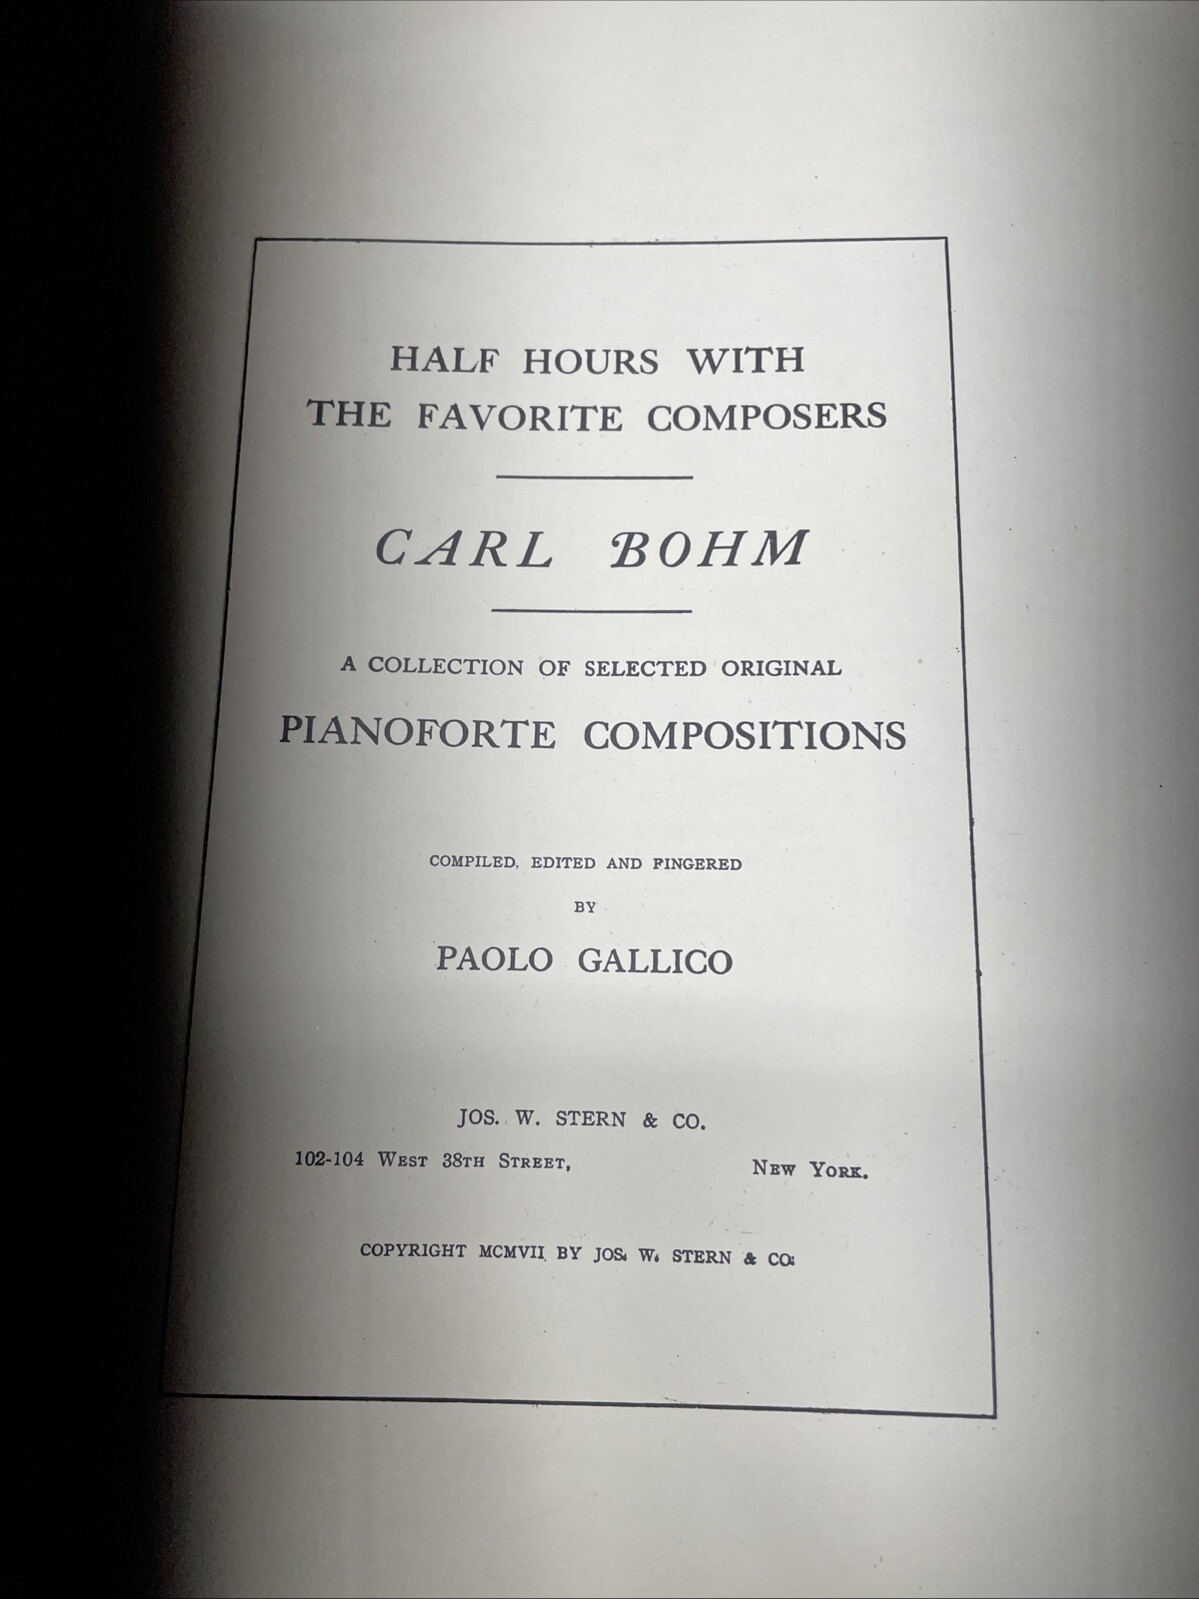 HALF HOURS WITH
THE FAVORITE COMPOSERS
CARL BOHM
A COLLECTION OF SELECTED ORIGINAL
PIANOFORTE COMPOSITIONS
COMPILED, EDITED AND FINGERED
BY
PAOLO GALLICO
JOS. W. STERN & CO.
102-104 WEST 38TH STREET, NEW YORK.
COPYRIGHT MCMVII BY JOS. W. STERN & CO.